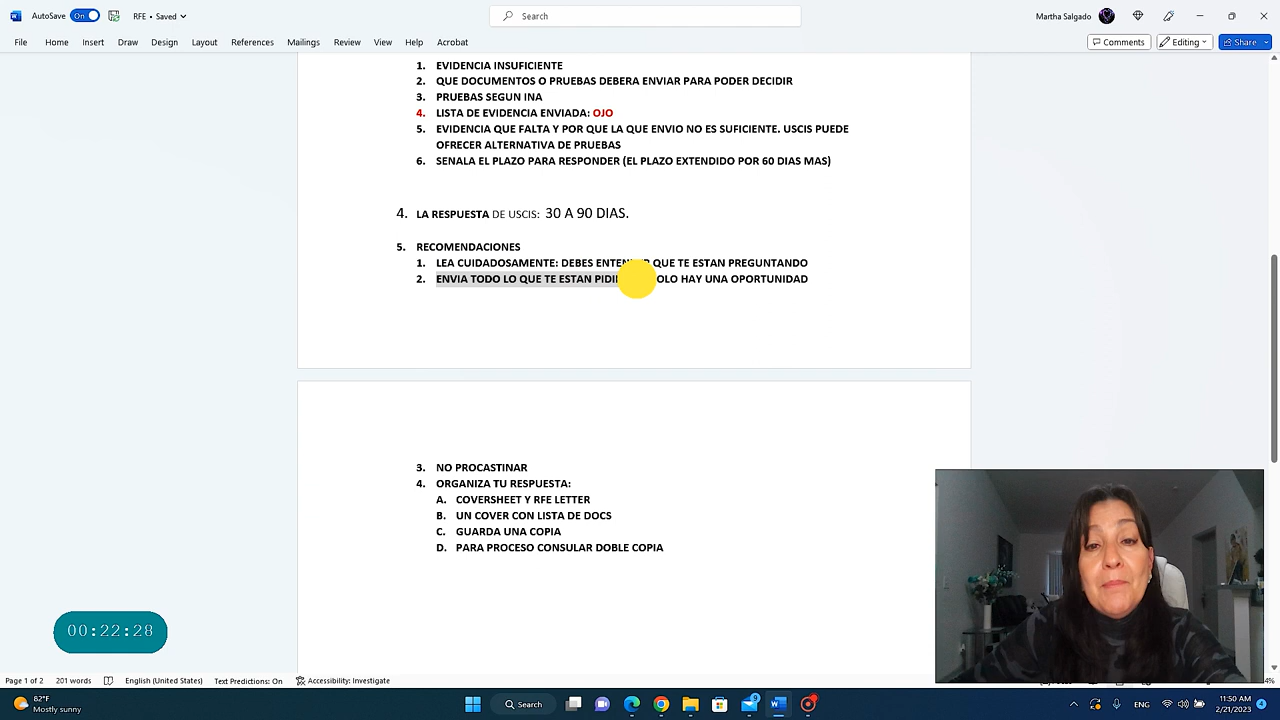 AutoSave On RFE • Saved Search Martha Salgado
File Home Insert Draw Design Layout References Mailings Review View Help Acrobat Comments Editing Share
1. EVIDENCIA INSUFICIENTE
2. QUE DOCUMENTOS O PRUEBAS DEBERA ENVIAR PARA PODER DECIDIR
3. PRUEBAS SEGUN INA
4. LISTA DE EVIDENCIA ENVIADA: OJO
5. EVIDENCIA QUE FALTA Y POR QUE LA QUE ENVIO NO ES SUFICIENTE. USCIS PUEDE
OFRECER ALTERNATIVA DE PRUEBAS
6. SENALA EL PLAZO PARA RESPONDER (EL PLAZO EXTENDIDO POR 60 DIAS MAS)
4. LA RESPUESTA DE USCIS: 30 A 90 DIAS.
5. RECOMENDACIONES
1. LEA CUIDADOSAMENTE: DEBES QUE TE ESTAN PREGUNTANDO
2. ENVIA TODO LO QUE TE ESTAN HAY UNA OPORTUNIDAD
3. NO PROCASTINAR
4. ORGANIZA TU RESPUESTA:
A. COVERSHEET Y RFE LETTER
B. UN COVER CON LISTA DE DOCS
C. GUARDA UNA COPIA
D. PARA PROCESO CONSULAR DOBLE COPIA
00:22:28
Page 1 of 2 201 words English (United States) Text Predictions: On Accessibility: Investigate
82°F
Mostly sunny
Search
ENG
11:50 AM
2/21/2023